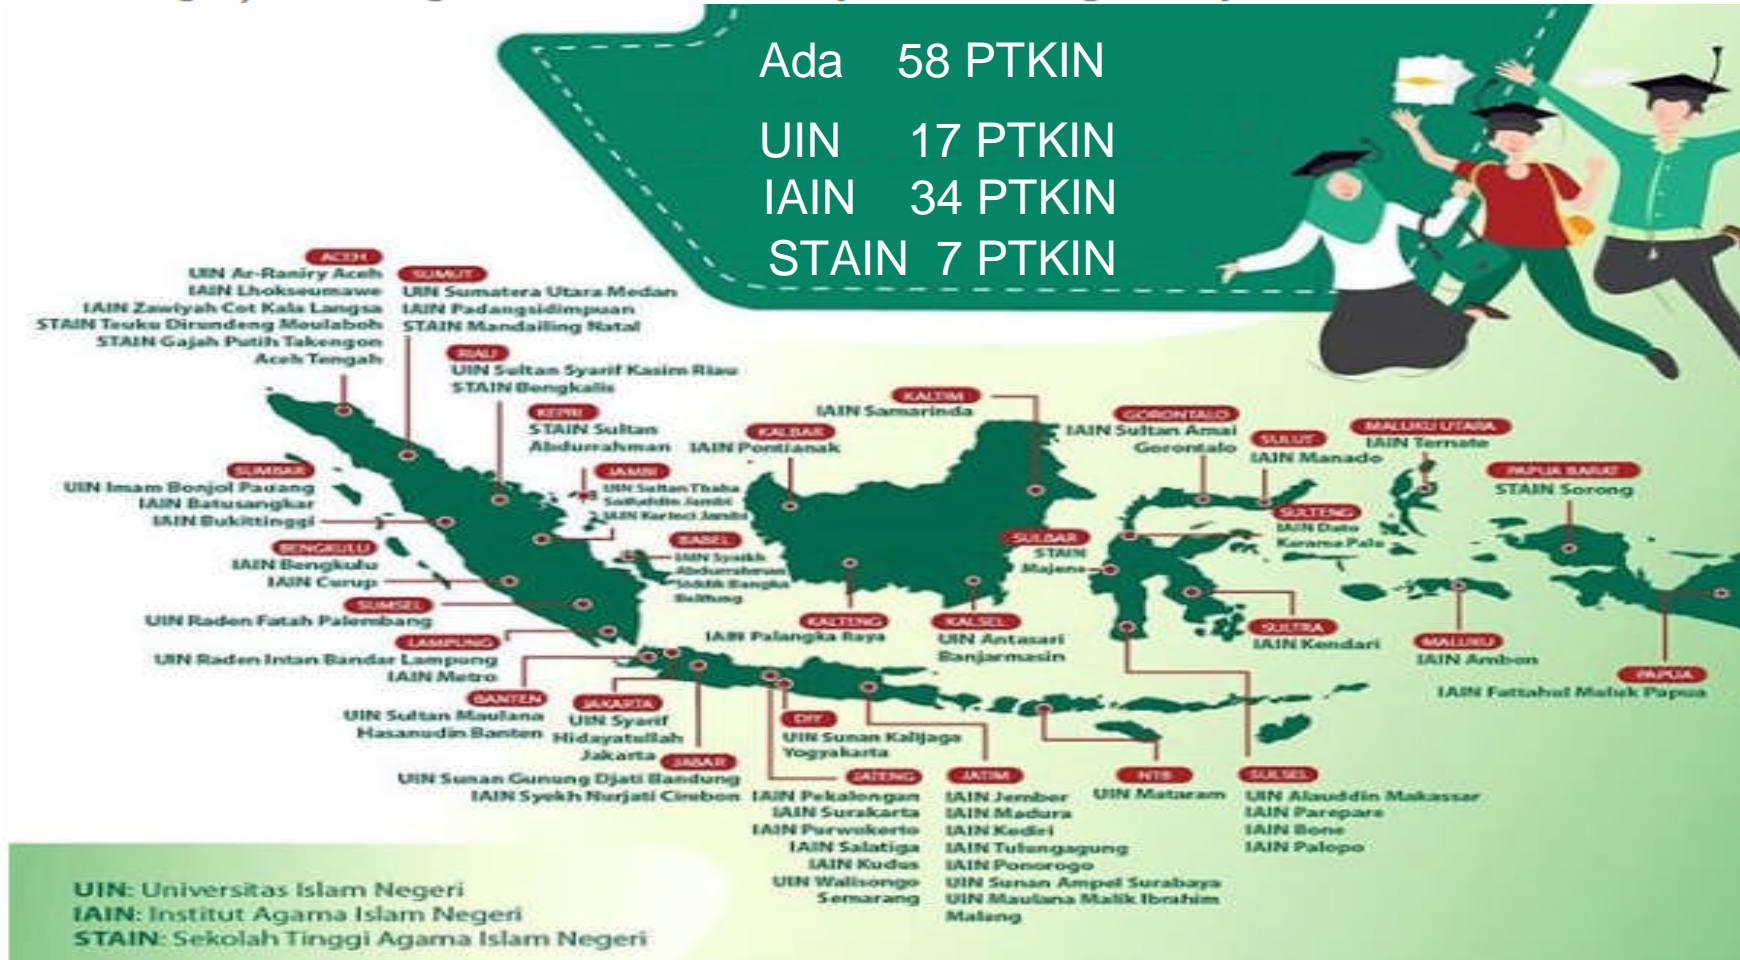 Ada 58 PTKIN
UIN 17 PTKIN
IAIN 34 PTKIN
STAIN 7 PTKIN
ACEH
UIN Ar-Raniry Aceh
IAIN Lhokseumawe
IAIN Zawiyah Cot Kala Langsa
STAIN Teuku Dirundeng Meulaboh
STAIN Gajah Putih Takengon
Aceh Tengah
SUMUT
UIN Sumatera Utara Medan
IAIN Padangsidimpuan
STAIN Mandailing Natal
RIAU
UIN Sultan Syarif Kasim Riau
STAIN Bengkalis
KEPRI
STAIN Sultan
Abdurrahman
JAMBI
UIN Sultan Thaha
Saifuddin Jambi
IAIN Kerinci Jambi
SUMBAR
UIN Imam Bonjol Padang
IAIN Batusangkar
IAIN Bukittinggi
BENGKULU
IAIN Bengkulu
IAIN Curup
BABEL
IAIN Syaikh
Abdurrahman
Siddik Bangka
Belitung
SUMSEL
UIN Raden Fatah Palembang
LAMPUNG
UIN Raden Intan Bandar Lampung
IAIN Metro
BANTEN
UIN Sultan Maulana
Hasanudin Banten
JAKARTA
UIN Syarif
Hidayatullah
Jakarta
JABAR
UIN Sunan Gunung Djati Bandung
IAIN Syekh Nurjati Cirebon
DIY
UIN Sunan Kalijaga
Yogyakarta
JATENG
IAIN Pekalongan
IAIN Surakarta
IAIN Purwokerto
IAIN Salatiga
IAIN Kudus
UIN Walisongo
Semarang
JATIM
IAIN Jember
IAIN Madura
IAIN Kediri
IAIN Tulungagung
IAIN Ponorogo
UIN Sunan Ampel Surabaya
UIN Maulana Malik Ibrahim
Malang
NTB
UIN Mataram
SULSEL
UIN Alauddin Makassar
IAIN Parepare
IAIN Bone
IAIN Palopo
KALBAR
IAIN Pontianak
KALTIM
IAIN Samarinda
KALTENG
IAIN Palangka Raya
KALSEL
UIN Antasari
Banjarmasin
GORONTALO
IAIN Sultan Amai
Gorontalo
SULUT
IAIN Manado
SULTENG
IAIN Dato
Karama Palu
SULBAR
STAIN
Majene
SULTRA
IAIN Kendari
MALUKU UTARA
IAIN Ternate
MALUKU
IAIN Ambon
PAPUA BARAT
STAIN Sorong
PAPUA
IAIN Fattahul Muluk Papua
UIN: Universitas Islam Negeri
IAIN: Institut Agama Islam Negeri
STAIN: Sekolah Tinggi Agama Islam Negeri